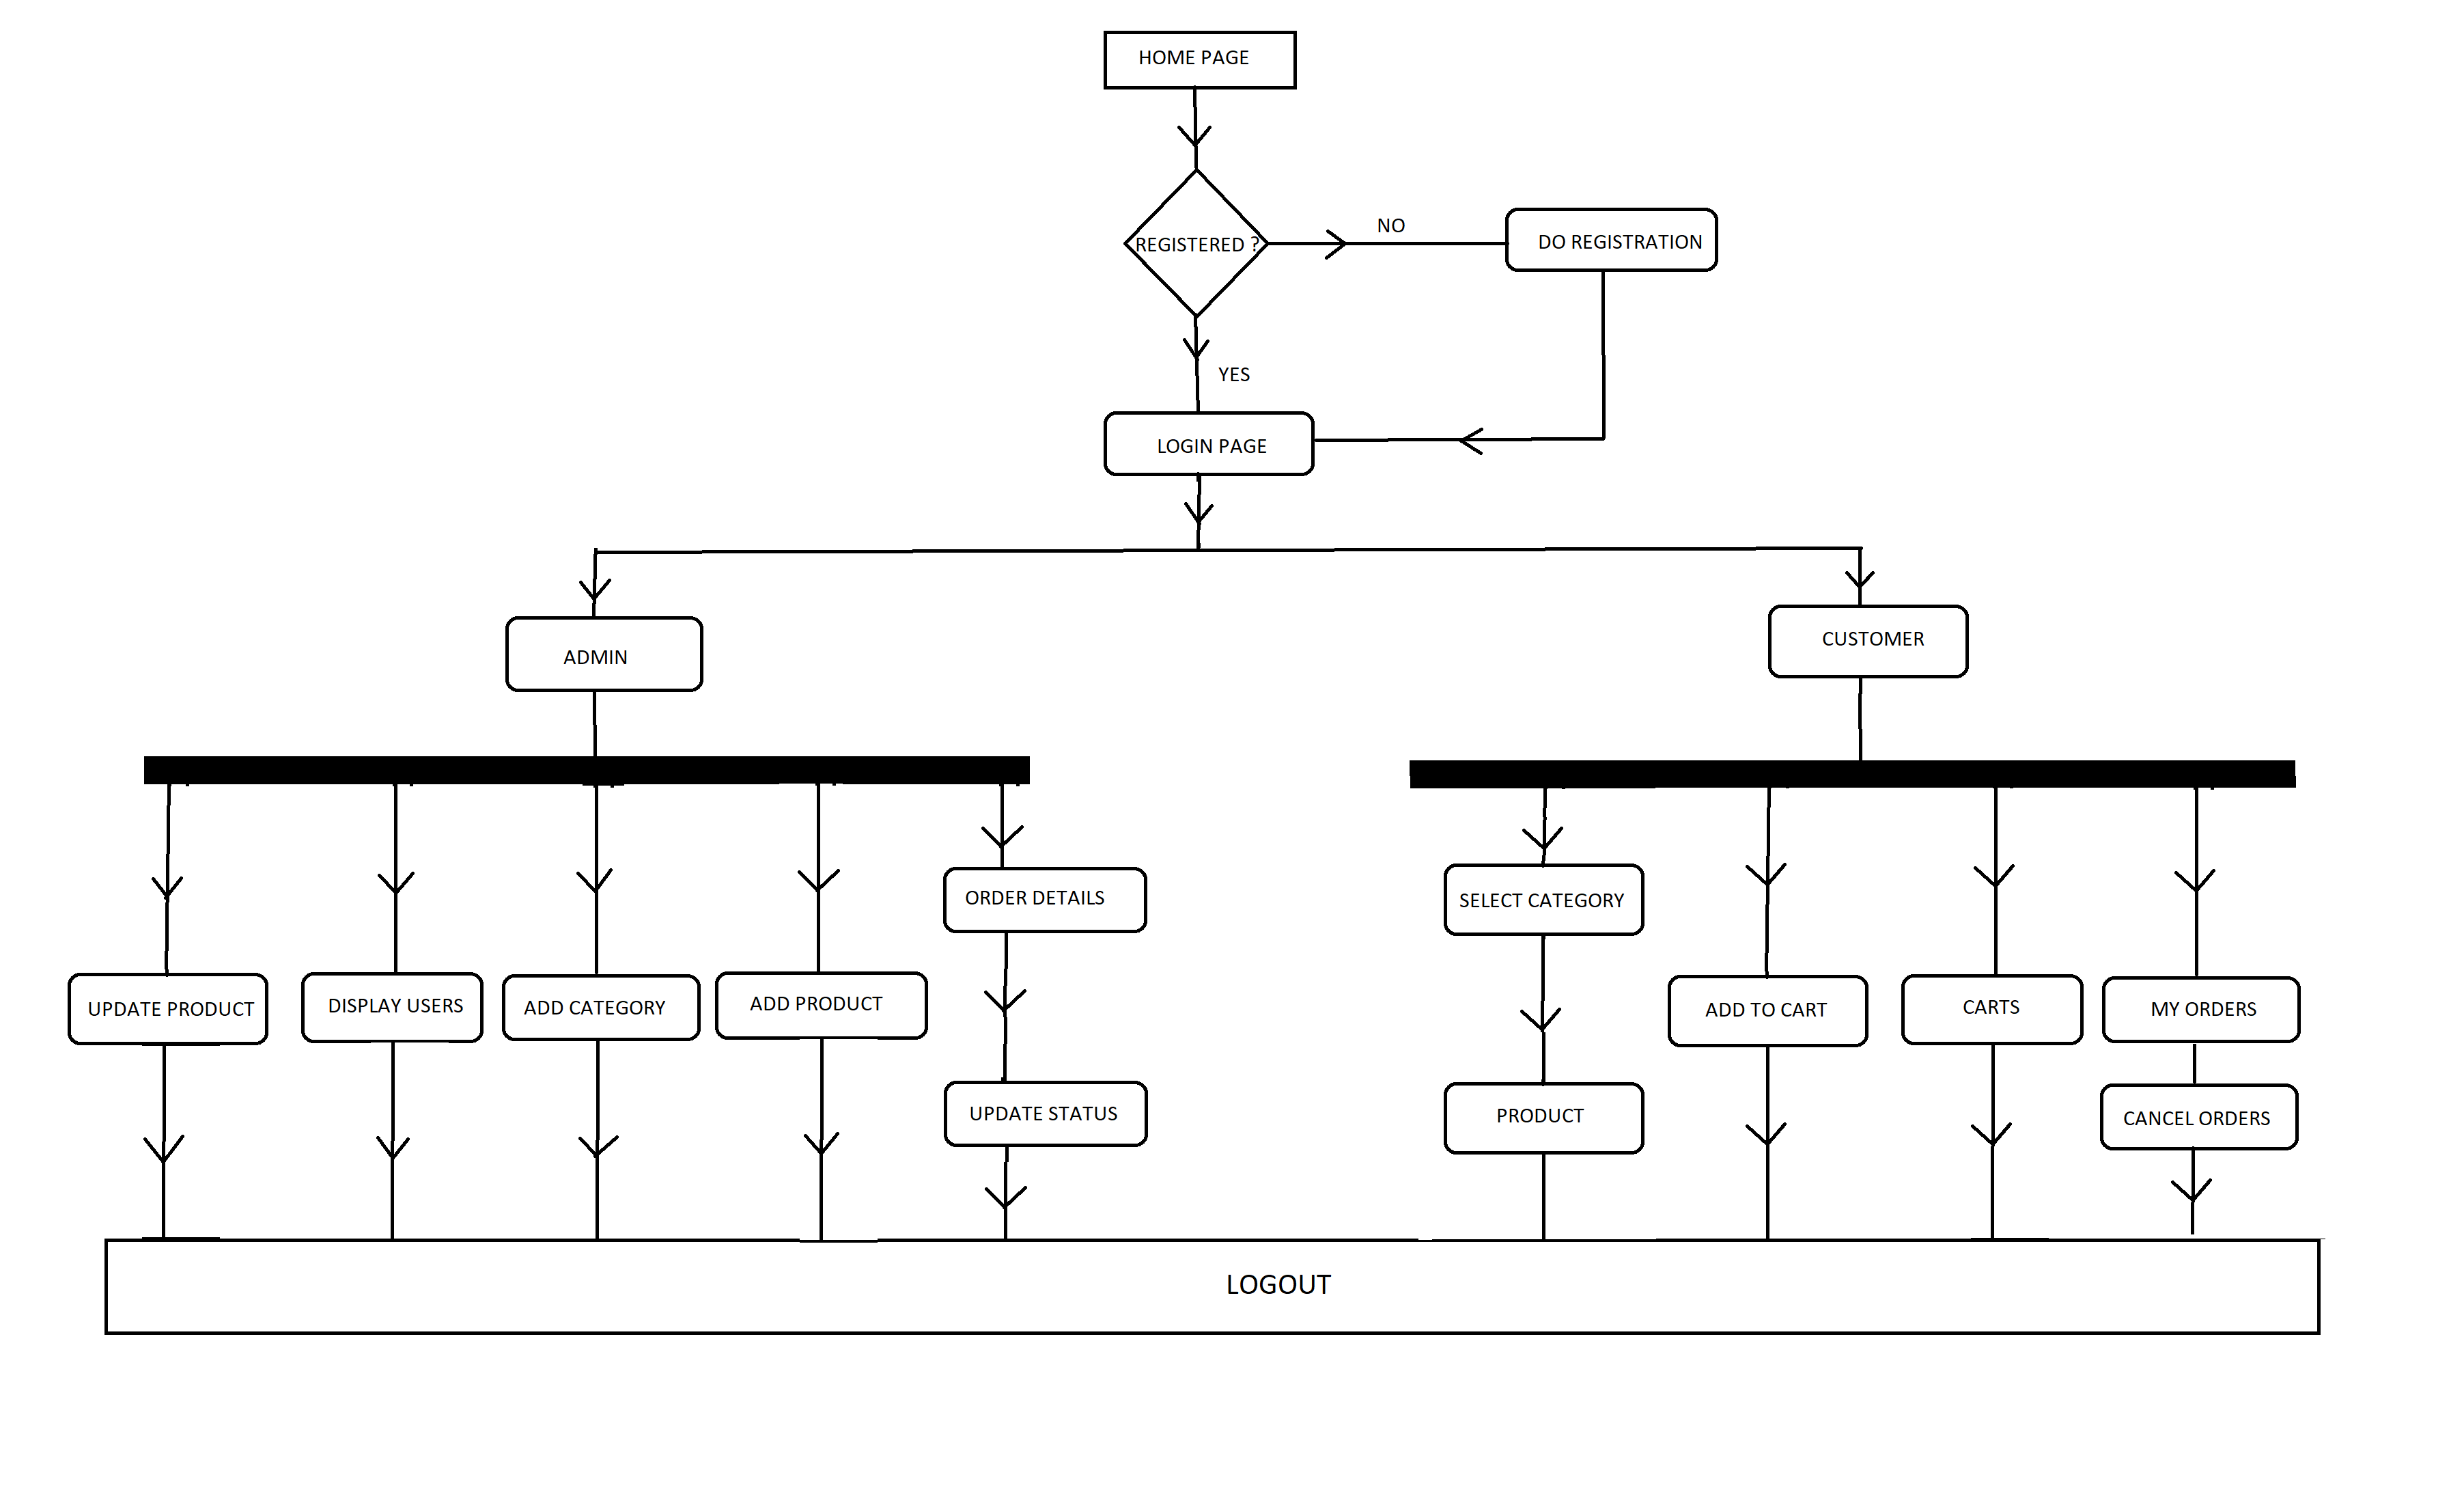 HOME PAGE
REGISTERED ?
NO
DO REGISTRATION
YES
LOGIN PAGE
ADMIN
CUSTOMER
ORDER DETAILS
SELECT CATEGORY
UPDATE PRODUCT
DISPLAY USERS
ADD CATEGORY
ADD PRODUCT
ADD TO CART
CARTS
MY ORDERS
UPDATE STATUS
PRODUCT
CANCEL ORDERS
LOGOUT